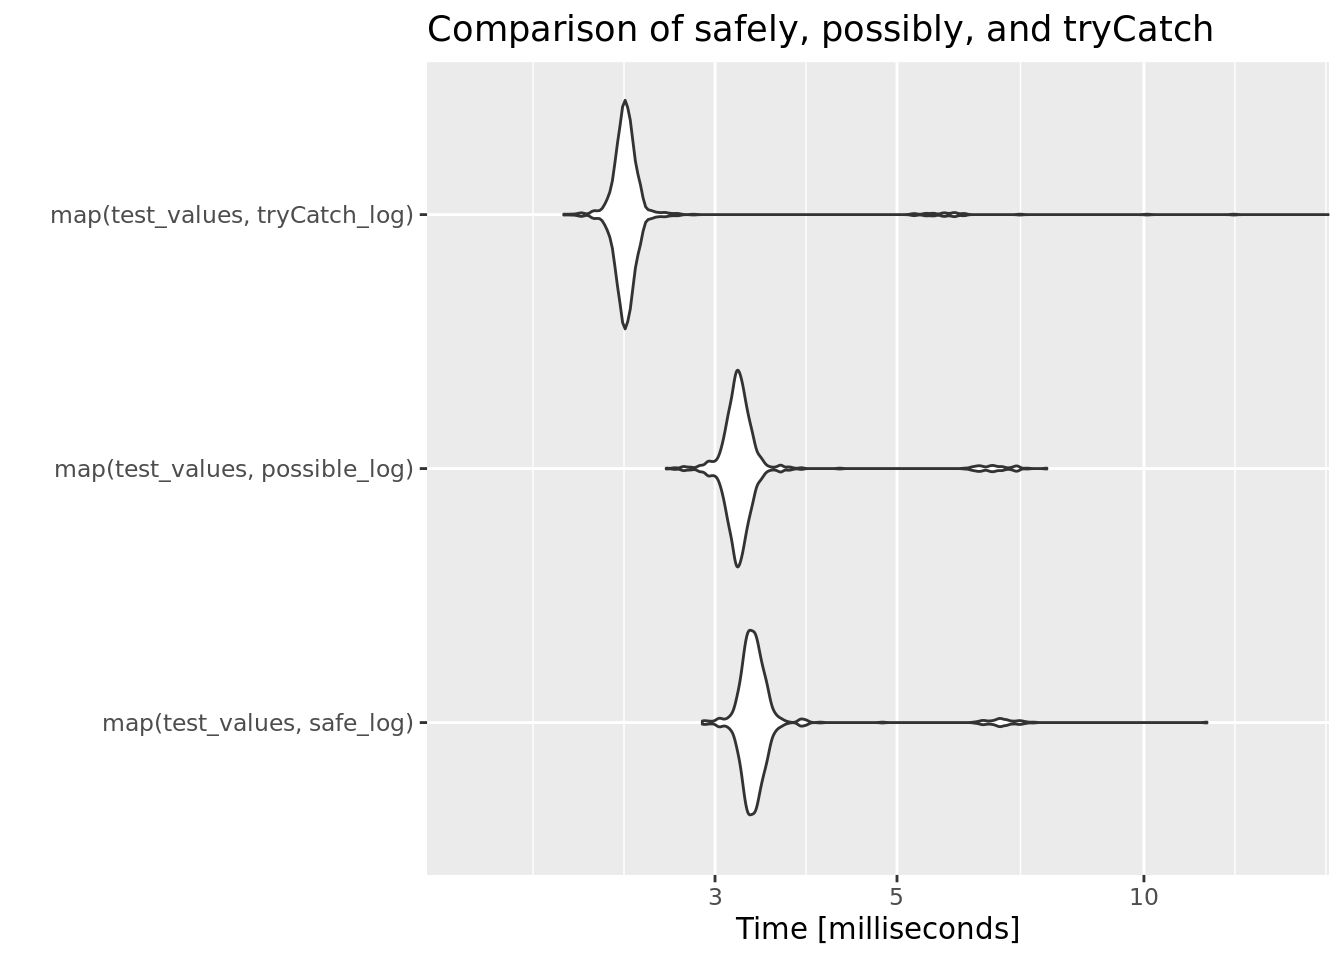 Comparison of safely, possibly, and tryCatch
map(test_values, tryCatch_log)
map(test_values, possible_log)
map(test_values, safe_log)
3 5 10
Time [milliseconds]